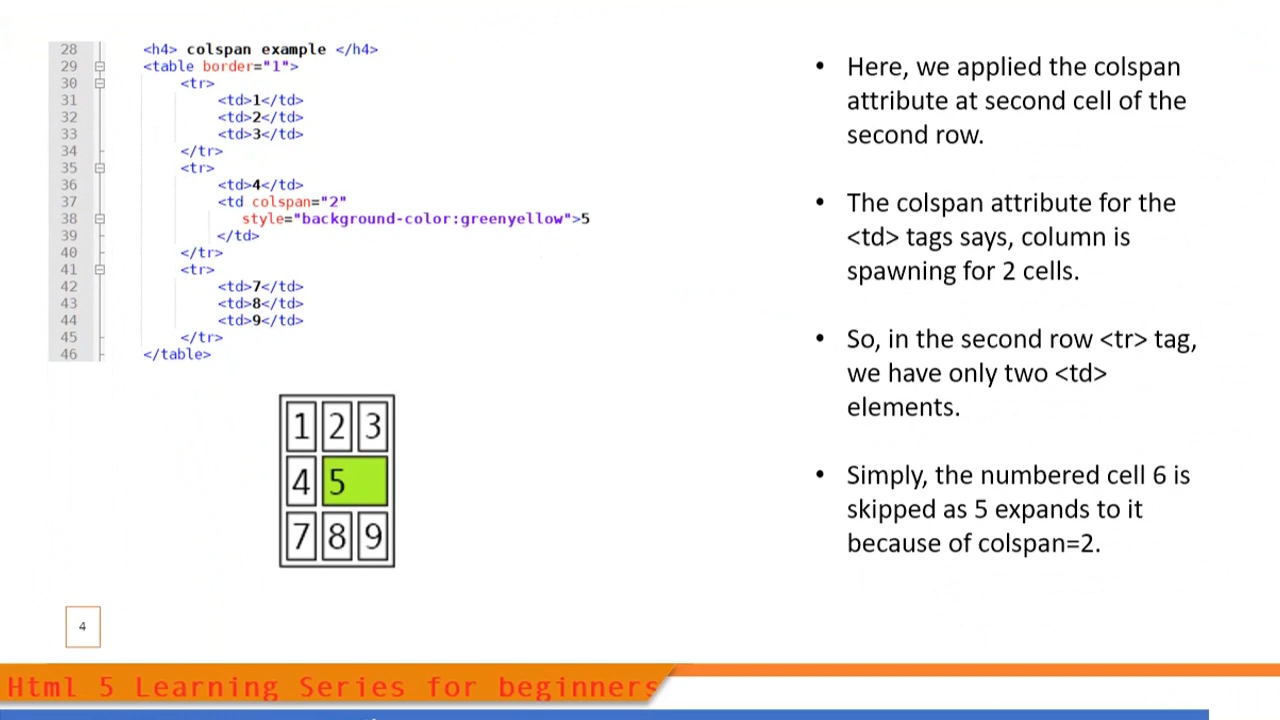 28 <h4> colspan example </h4>
29 <table border="1">
30 <tr>
31 <td>1</td>
32 <td>2</td>
33 <td>3</td>
34 </tr>
35 <tr>
36 <td>4</td>
37 <td colspan="2"
38 style="background-color:greenyellow">5
39 </td>
40 </tr>
41 <tr>
42 <td>7</td>
43 <td>8</td>
44 <td>9</td>
45 </tr>
46 </table>
1 2 3
4 5
7 8 9
• Here, we applied the colspan
attribute at second cell of the
second row.
• The colspan attribute for the
<td> tags says, column is
spawning for 2 cells.
• So, in the second row <tr> tag,
we have only two <td>
elements.
• Simply, the numbered cell 6 is
skipped as 5 expands to it
because of colspan=2.
4
Html 5 Learning Series for beginners